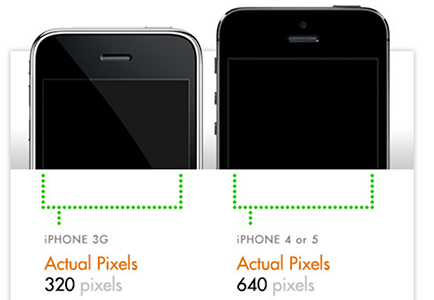 iPHONE 3G
Actual Pixels
320 pixels
iPHONE 4 or 5
Actual Pixels
640 pixels